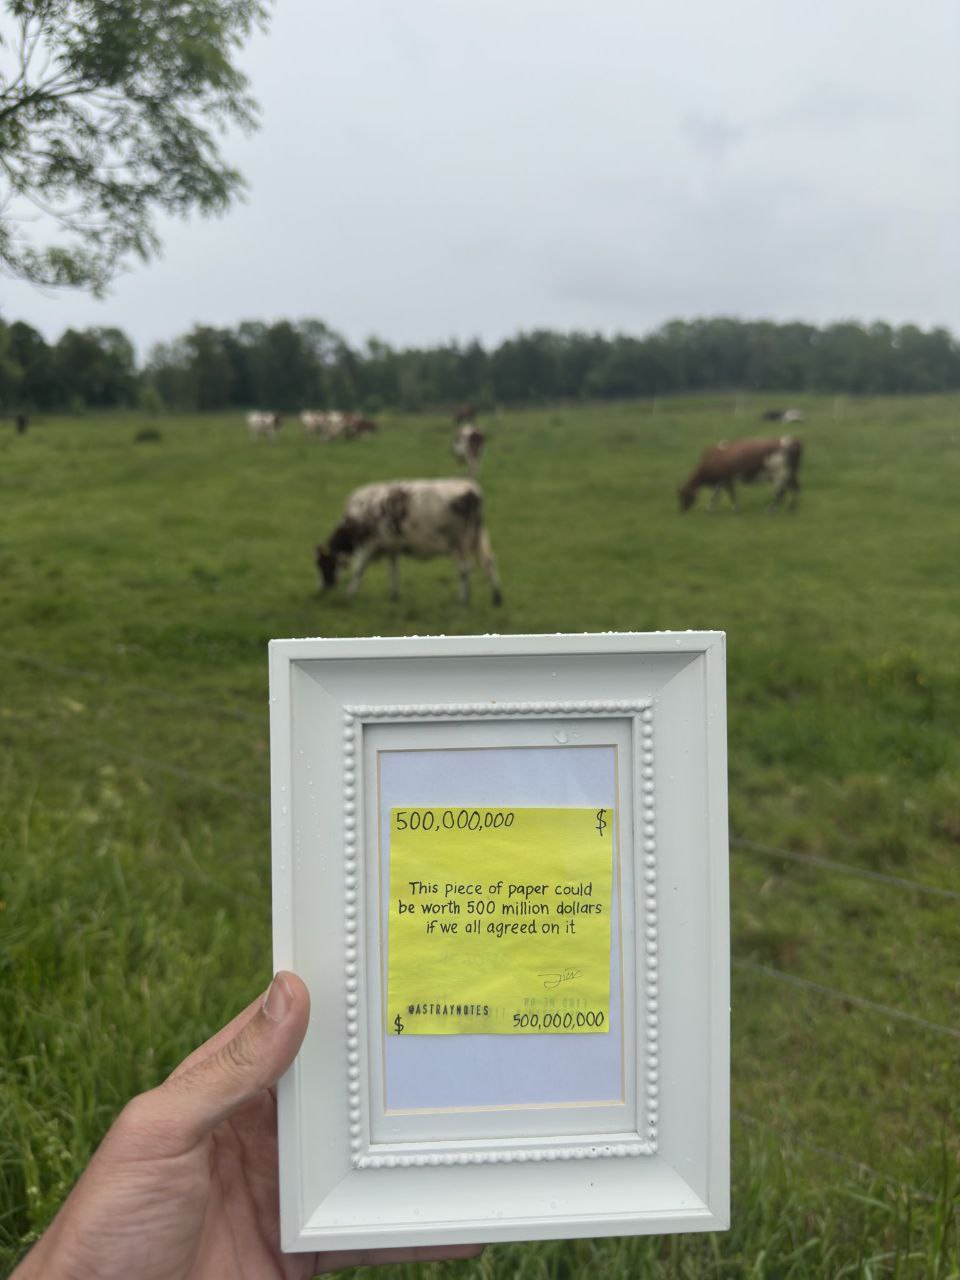 500,000,000 $
This piece of paper could
be worth 500 million dollars
if we all agreed on it
@ASTRAYNOTES
$ 500,000,000